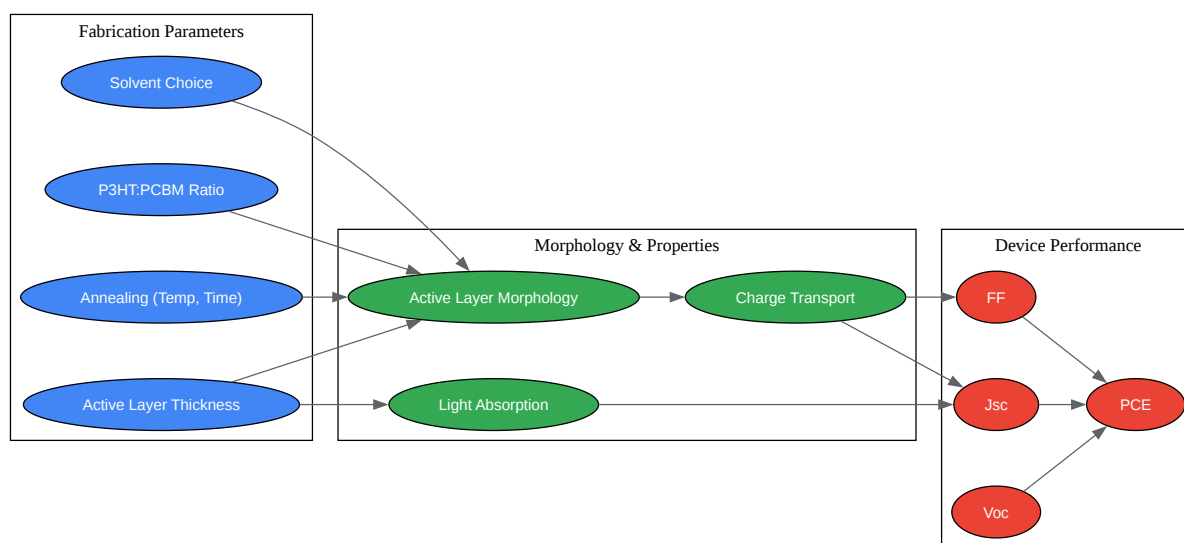 Fabrication Parameters
Solvent Choice
P3HT:PCBM Ratio
Annealing (Temp, Time)
Active Layer Thickness
Morphology & Properties
Active Layer Morphology
Charge Transport
Light Absorption
Device Performance
FF
Jsc
PCE
Voc